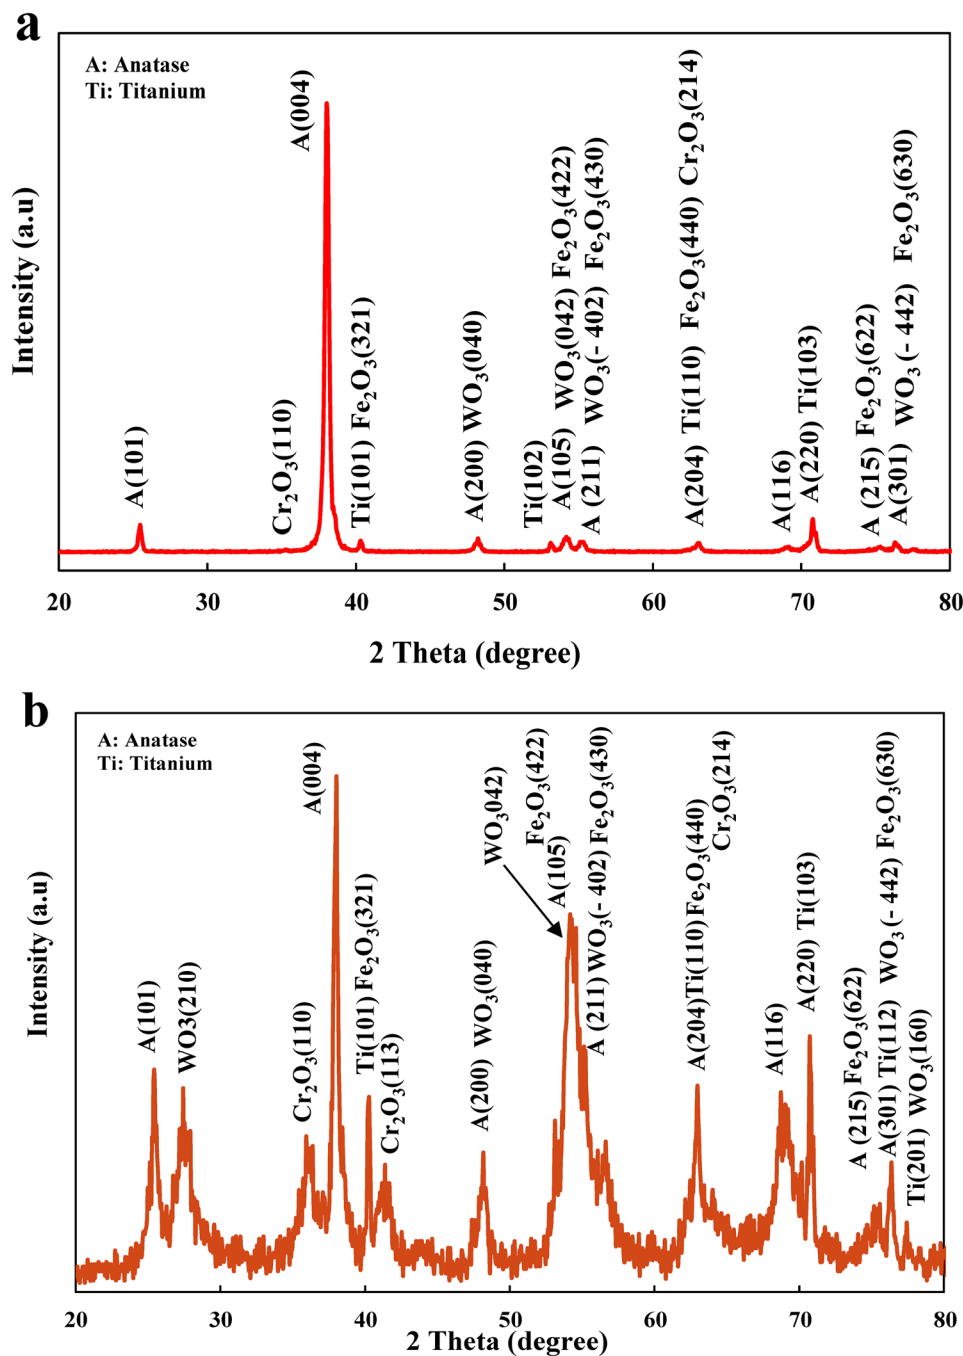 a
A: Anatase
Ti: Titanium
Intensity (a.u)
A(101)
Cr₂O₃(110)
A(004)
Ti(101) Fe₂O₃(321)
A(200) WO₃(040)
Ti(102)
A(105) WO₃(042) Fe₂O₃(422)
A (211) WO₃(- 402) Fe₂O₃(430)
A(204) Ti(110) Fe₂O₃(440) Cr₂O₃(214)
A(116)
A(220) Ti(103)
A (215) Fe₂O₃(622)
A(301) WO₃ (- 442) Fe₂O₃(630)
20 30 40 50 60 70 80
2 Theta (degree)
b
A: Anatase
Ti: Titanium
Intensity (a.u)
A(101)
WO3(210)
Cr₂O₃(110)
A(004)
Ti(101) Fe₂O₃(321)
Cr₂O₃(113)
A(200) WO₃(040)
WO₃042)
Fe₂O₃(422)
A(105)
A (211) WO₃(- 402) Fe₂O₃(430)
A(204)Ti(110)Fe₂O₃(440)
Cr₂O₃(214)
A(116)
A(220) Ti(103)
A (215) Fe₂O₃(622)
A(301) Ti(112) WO₃ (- 442) Fe₂O₃(630)
Ti(201) WO₃(160)
20 30 40 50 60 70 80
2 Theta (degree)